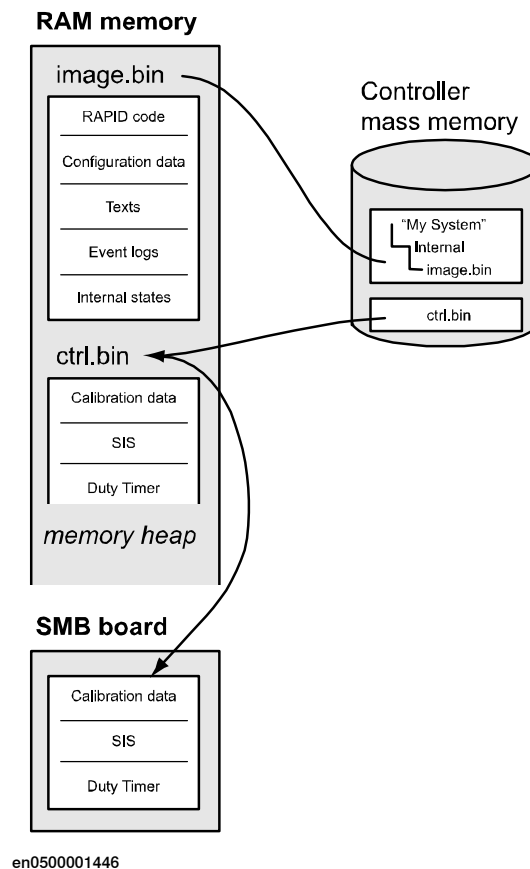 RAM memory
image.bin
RAPID code
Configuration data
Texts
Event logs
Internal states
ctrl.bin
Calibration data
SIS
Duty Timer
memory heap
Controller
mass memory
“My System”
Internal
image.bin
ctrl.bin
SMB board
Calibration data
SIS
Duty Timer
en0500001446